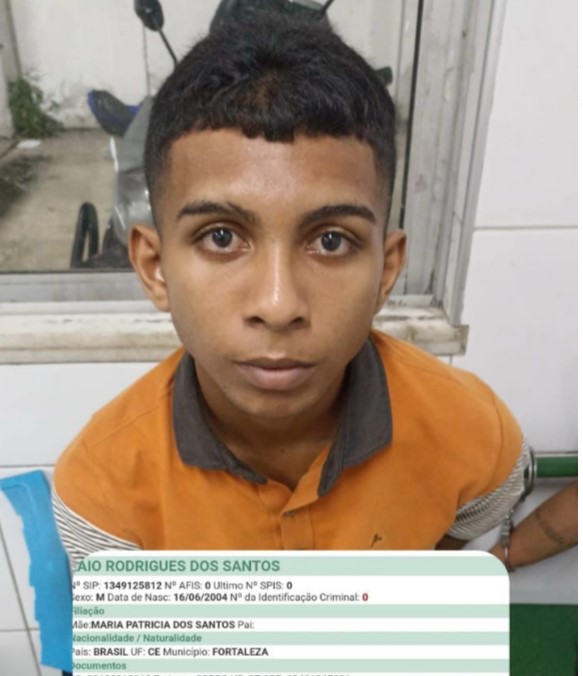 AIO RODRIGUES DOS SANTOS
Nº SIP: 1349125812 Nº AFIS: 0 Ultimo Nº SPIS: 0
Sexo: M Data de Nasc: 16/06/2004 Nº da Identificação Criminal: 0
Filiação
Mãe:MARIA PATRICIA DOS SANTOS Pai:
Nacionalidade / Naturalidade
País: BRASIL UF: CE Município: FORTALEZA
Documentos